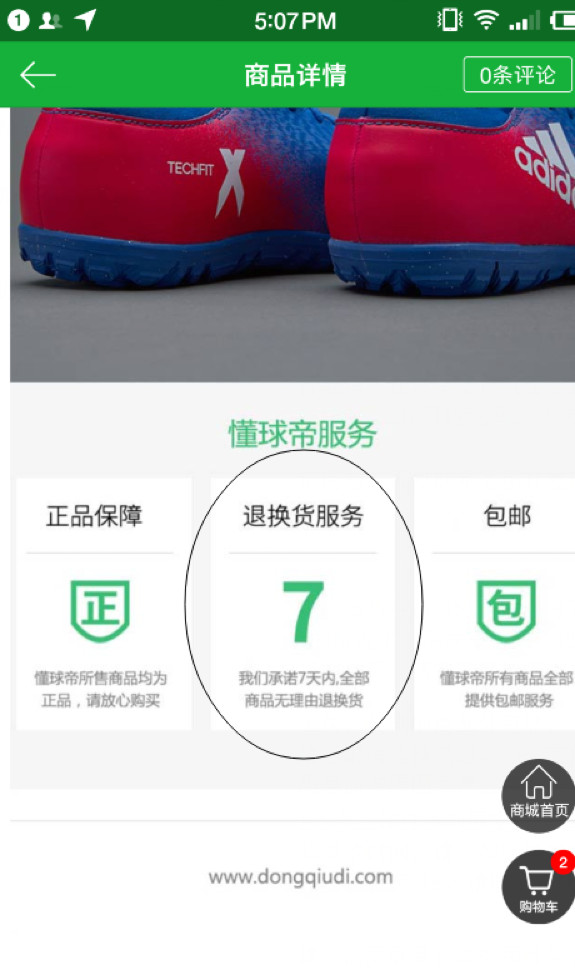 1
5:07PM
商品详情
0条评论
TECHFIT X
adidas
懂球帝服务
正品保障
正
懂球帝所售商品均为
正品，请放心购买
退换货服务
7
我们承诺7天内,全部
商品无理由退换货
包邮
包
懂球帝所有商品全部
提供包邮服务
商城首页
www.dongqiudi.com
2
购物车